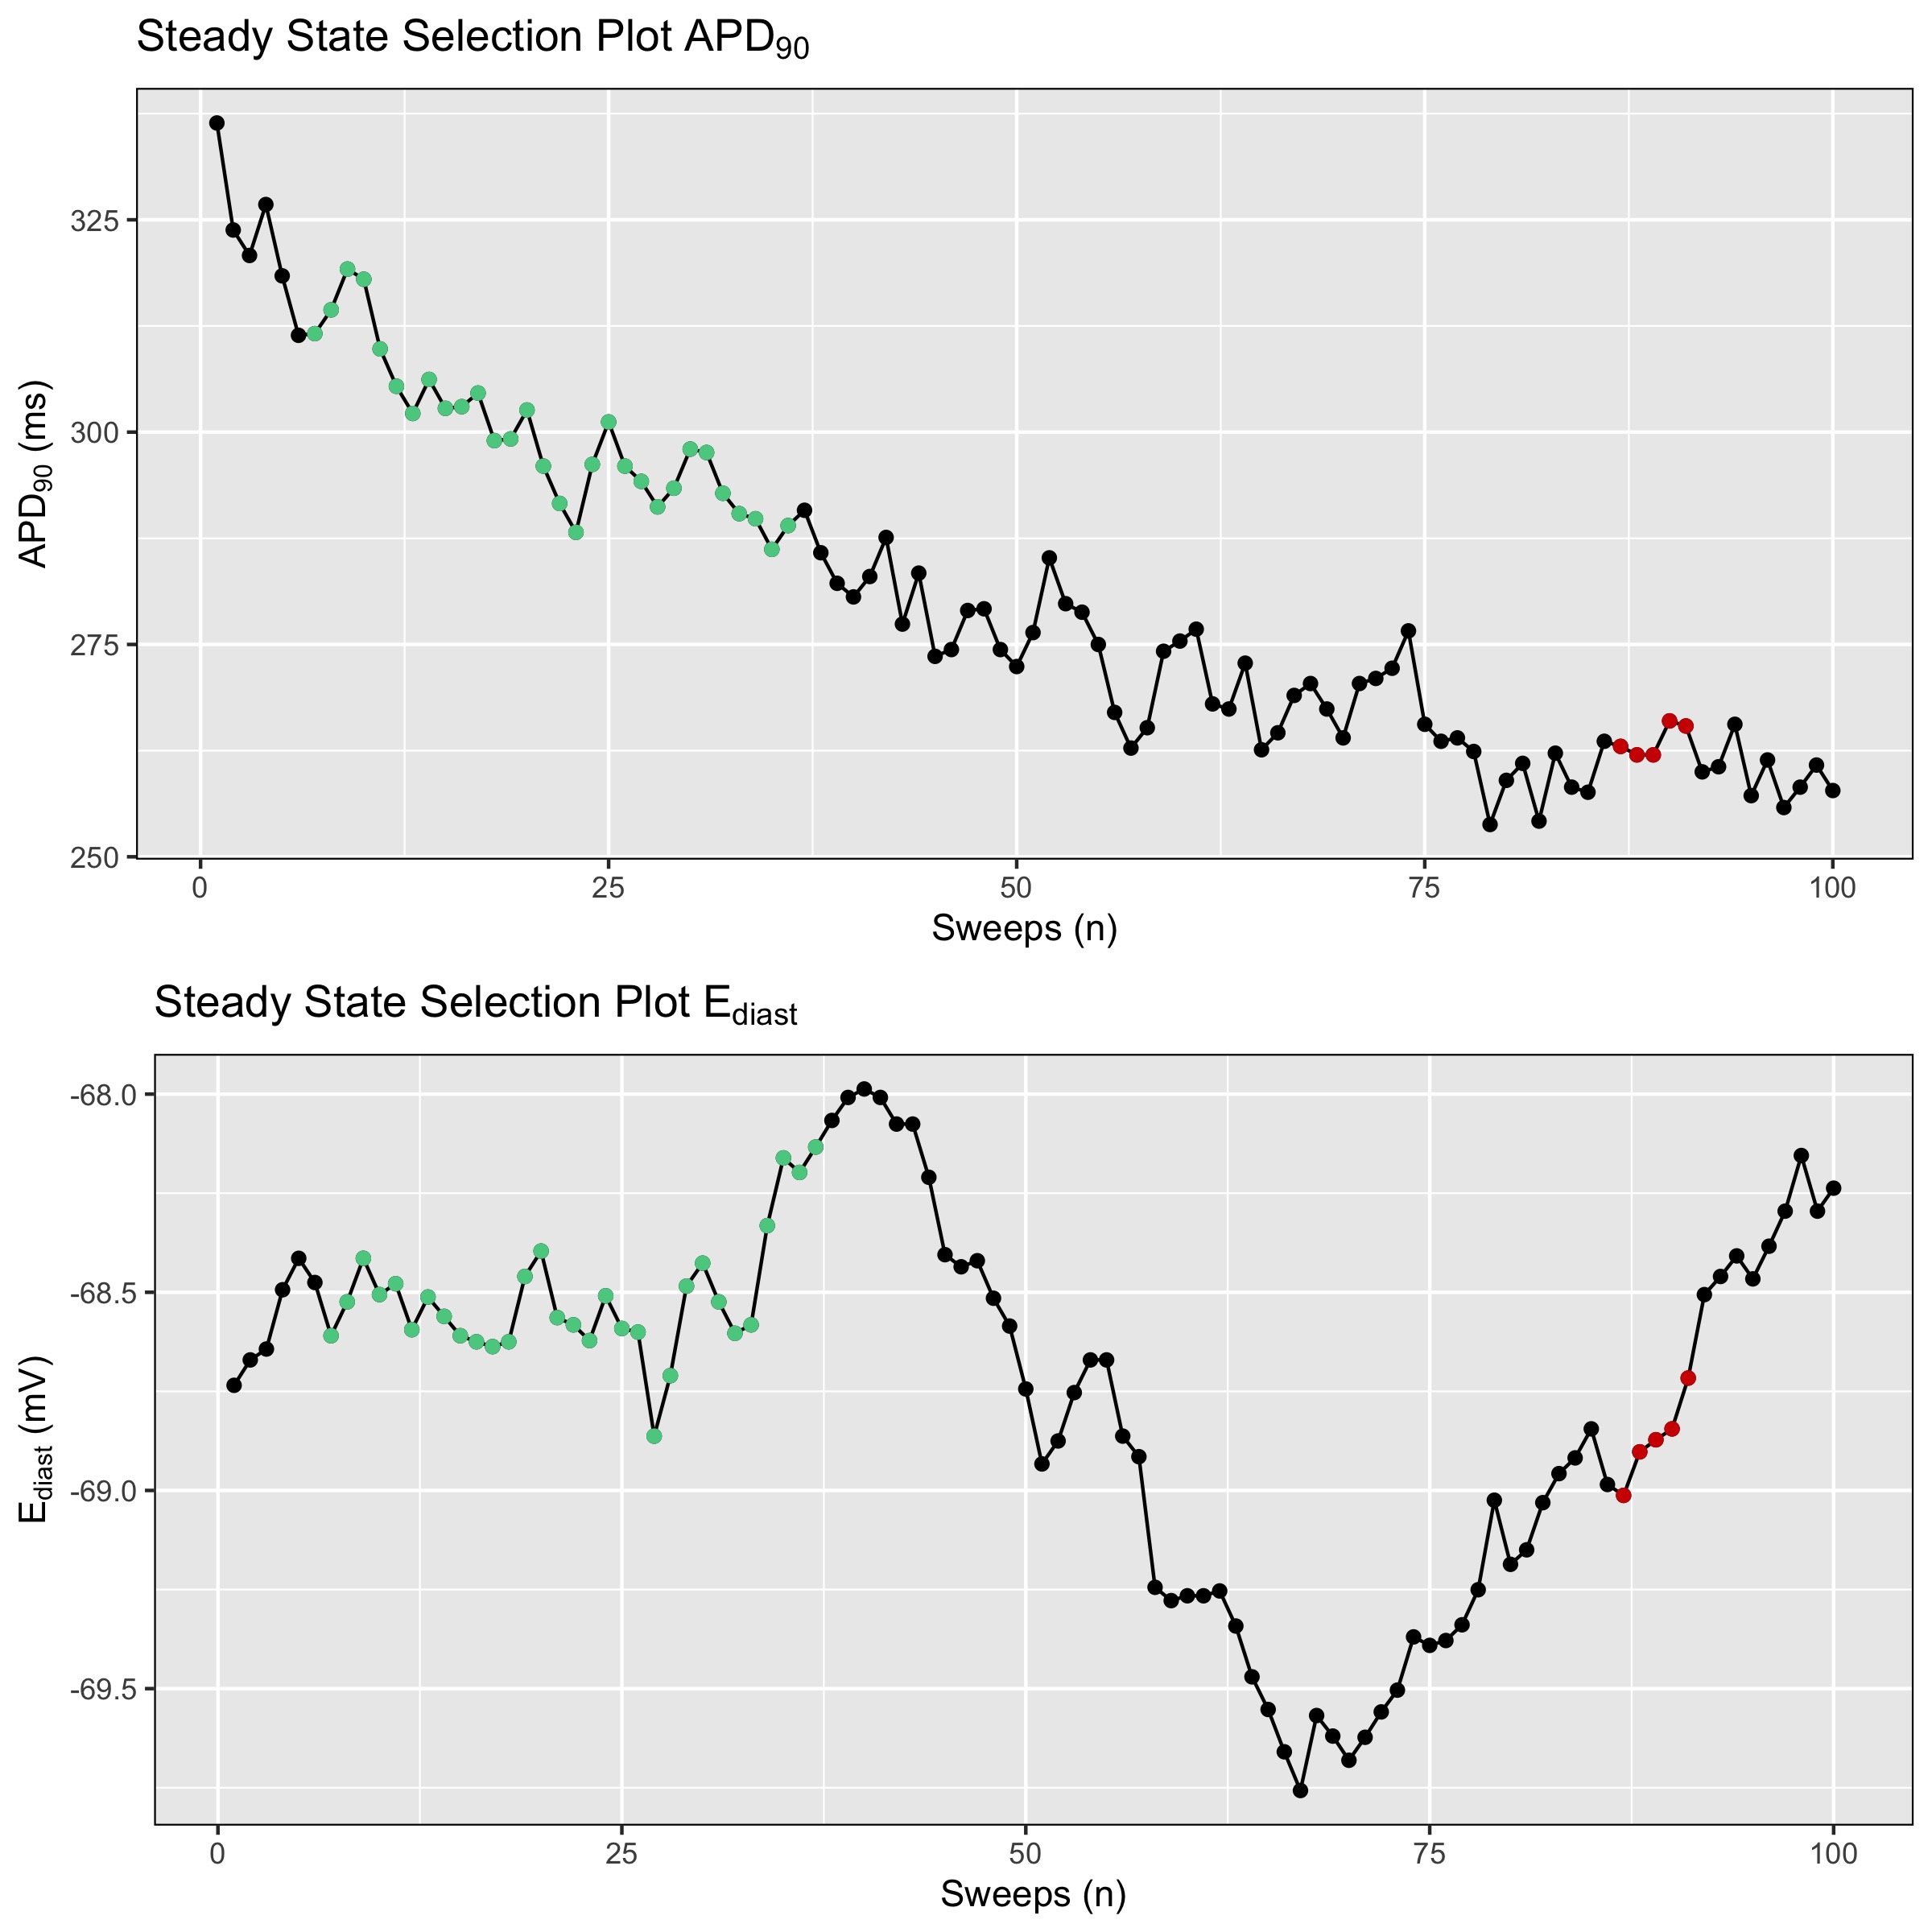 Steady State Selection Plot APD90
APD90 (ms)
325
300
275
250
0 25 50 75 100
Sweeps (n)
Steady State Selection Plot Ediast
Ediast (mV)
-68.0
-68.5
-69.0
-69.5
0 25 50 75 100
Sweeps (n)